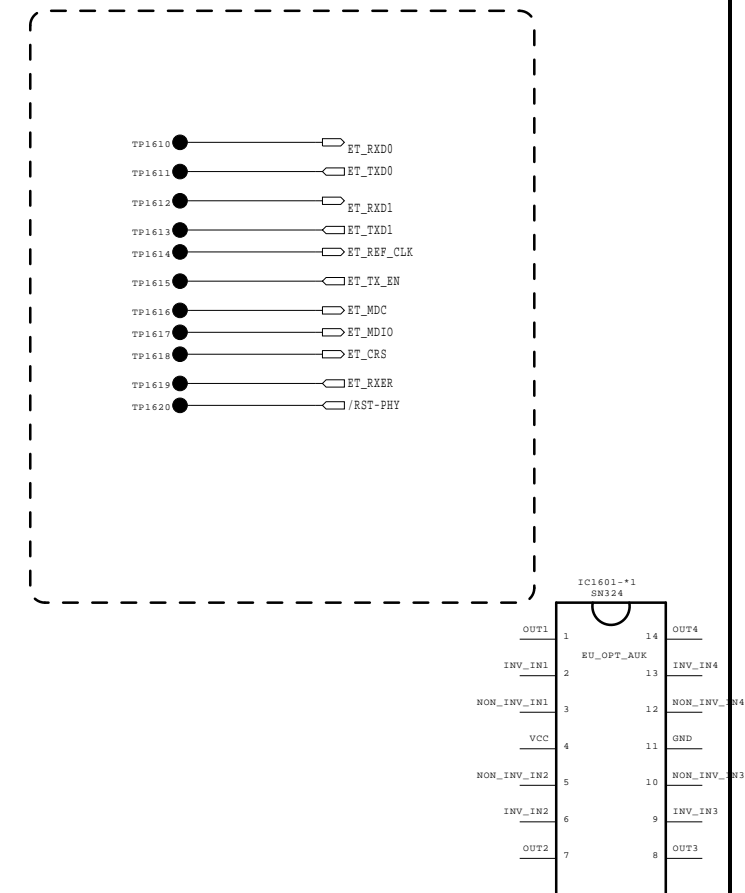 TP1610 ET_RXD0
TP1611 ET_TXD0
TP1612 ET_RXD1
TP1613 ET_TXD1
TP1614 ET_REF_CLK
TP1615 ET_TX_EN
TP1616 ET_MDC
TP1617 ET_MDIO
TP1618 ET_CRS
TP1619 ET_RXER
TP1620 /RST-PHY
IC1601-*1
SN324
OUT1 1 14 OUT4
EU_OPT_AUK
INV_IN1 2 13 INV_IN4
NON_INV_IN1 3 12 NON_INV_IN4
VCC 4 11 GND
NON_INV_IN2 5 10 NON_INV_IN3
INV_IN2 6 9 INV_IN3
OUT2 7 8 OUT3